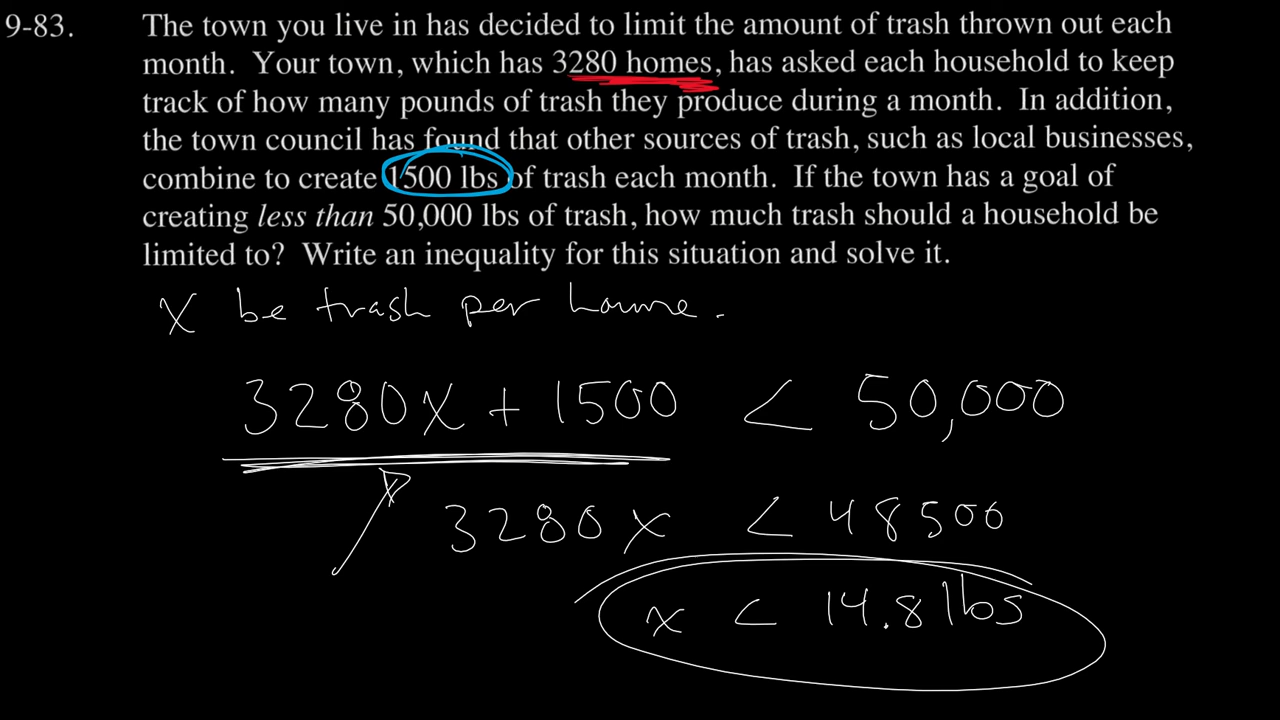 9-83. The town you live in has decided to limit the amount of trash thrown out each
month. Your town, which has 3280 homes, has asked each household to keep
track of how many pounds of trash they produce during a month. In addition,
the town council has found that other sources of trash, such as local businesses,
combine to create 1500 lbs of trash each month. If the town has a goal of
creating less than 50,000 lbs of trash, how much trash should a household be
limited to? Write an inequality for this situation and solve it.
x be trash per home.
3280x + 1500 < 50,000
3280x < 48500
x < 14.8 lbs